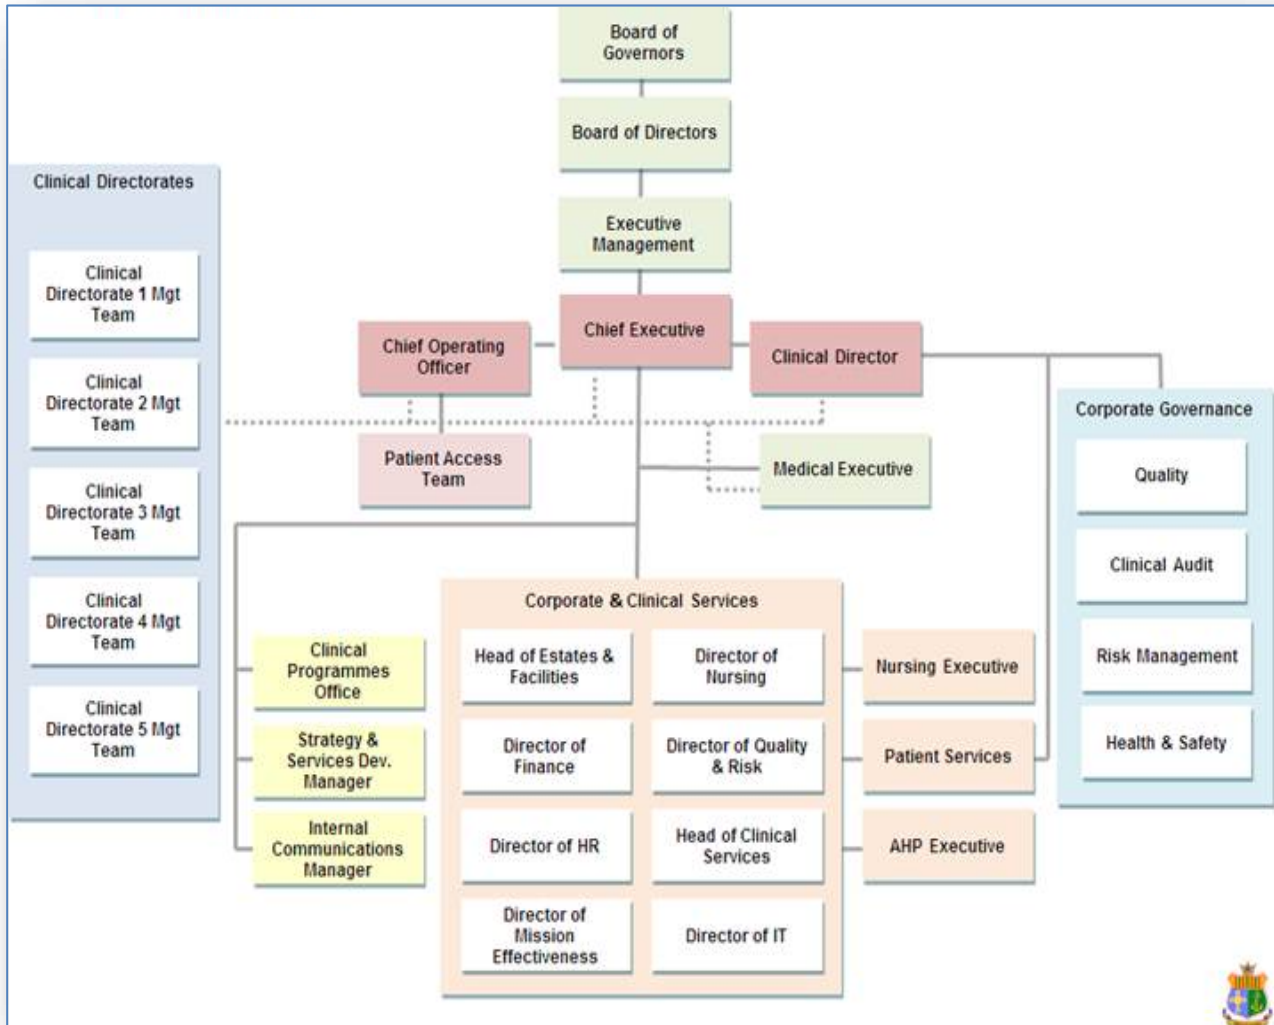 Board of
Governors
Board of Directors
Executive
Management
Chief Executive
Chief Operating
Officer
Clinical Director
Patient Access
Team
Medical Executive
Clinical Directorates
Clinical
Directorate 1 Mgt
Team
Clinical
Directorate 2 Mgt
Team
Clinical
Directorate 3 Mgt
Team
Clinical
Directorate 4 Mgt
Team
Clinical
Directorate 5 Mgt
Team
Corporate Governance
Quality
Clinical Audit
Risk Management
Health & Safety
Clinical
Programmes
Office
Strategy &
Services Dev.
Manager
Internal
Communications
Manager
Corporate & Clinical Services
Head of Estates &
Facilities
Director of
Nursing
Director of
Finance
Director of Quality
& Risk
Director of HR
Head of Clinical
Services
Director of
Mission
Effectiveness
Director of IT
Nursing Executive
Patient Services
AHP Executive